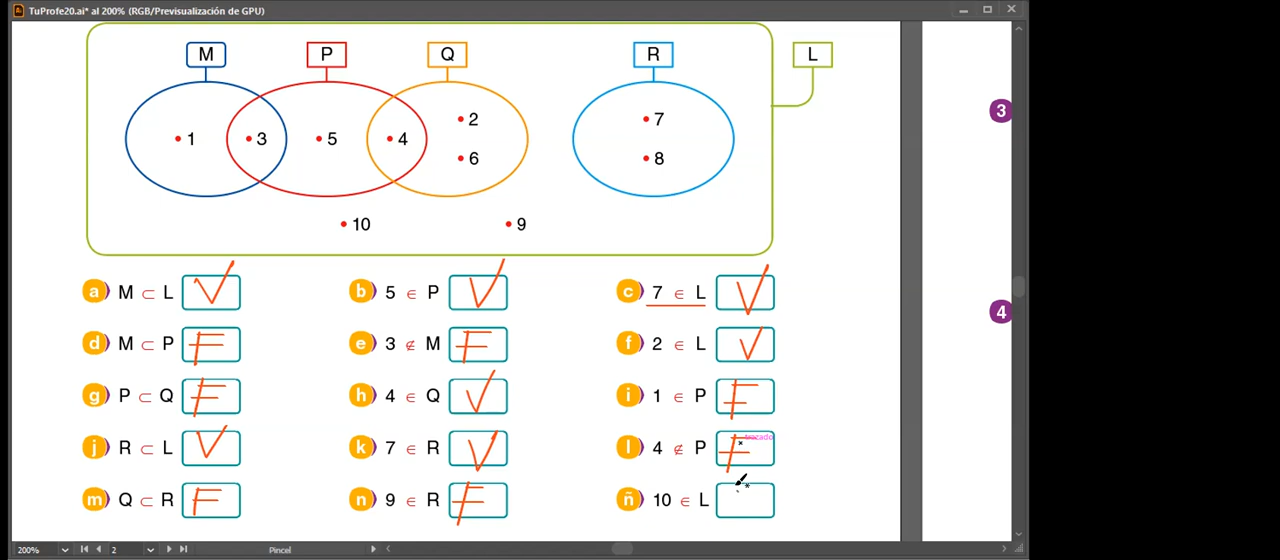 TuProfe20.ai* al 200% (RGB/Previsualización de GPU)
M P Q R L
1 3 5 4 2 6 7 8
10 9
3
4
a) M ⊂ L V b) 5 ∈ P V c) 7 ∈ L V
d) M ⊂ P F e) 3 ∉ M F f) 2 ∈ L V
g) P ⊂ Q F h) 4 ∈ Q V i) 1 ∈ P F
j) R ⊂ L V k) 7 ∈ R V l) 4 ∉ P F trazado
m) Q ⊂ R F n) 9 ∈ R F ñ) 10 ∈ L
200% 2 Pincel